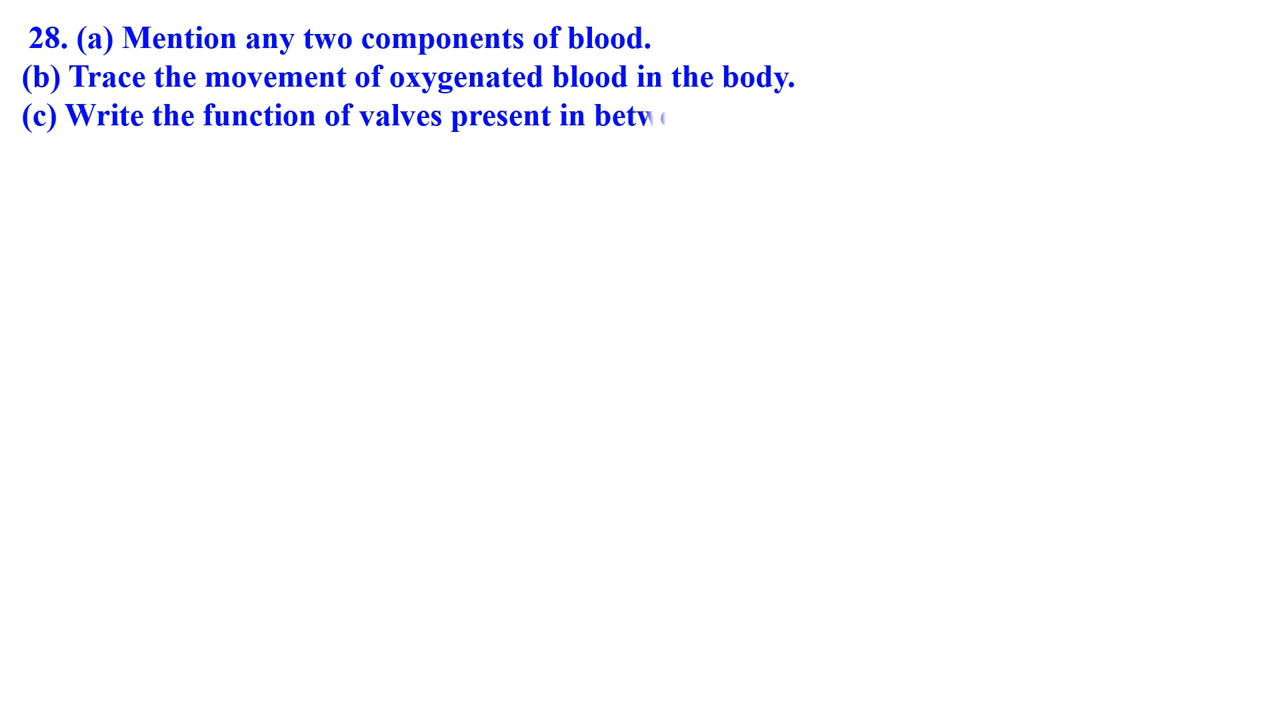 28. (a) Mention any two components of blood.
(b) Trace the movement of oxygenated blood in the body.
(c) Write the function of valves present in